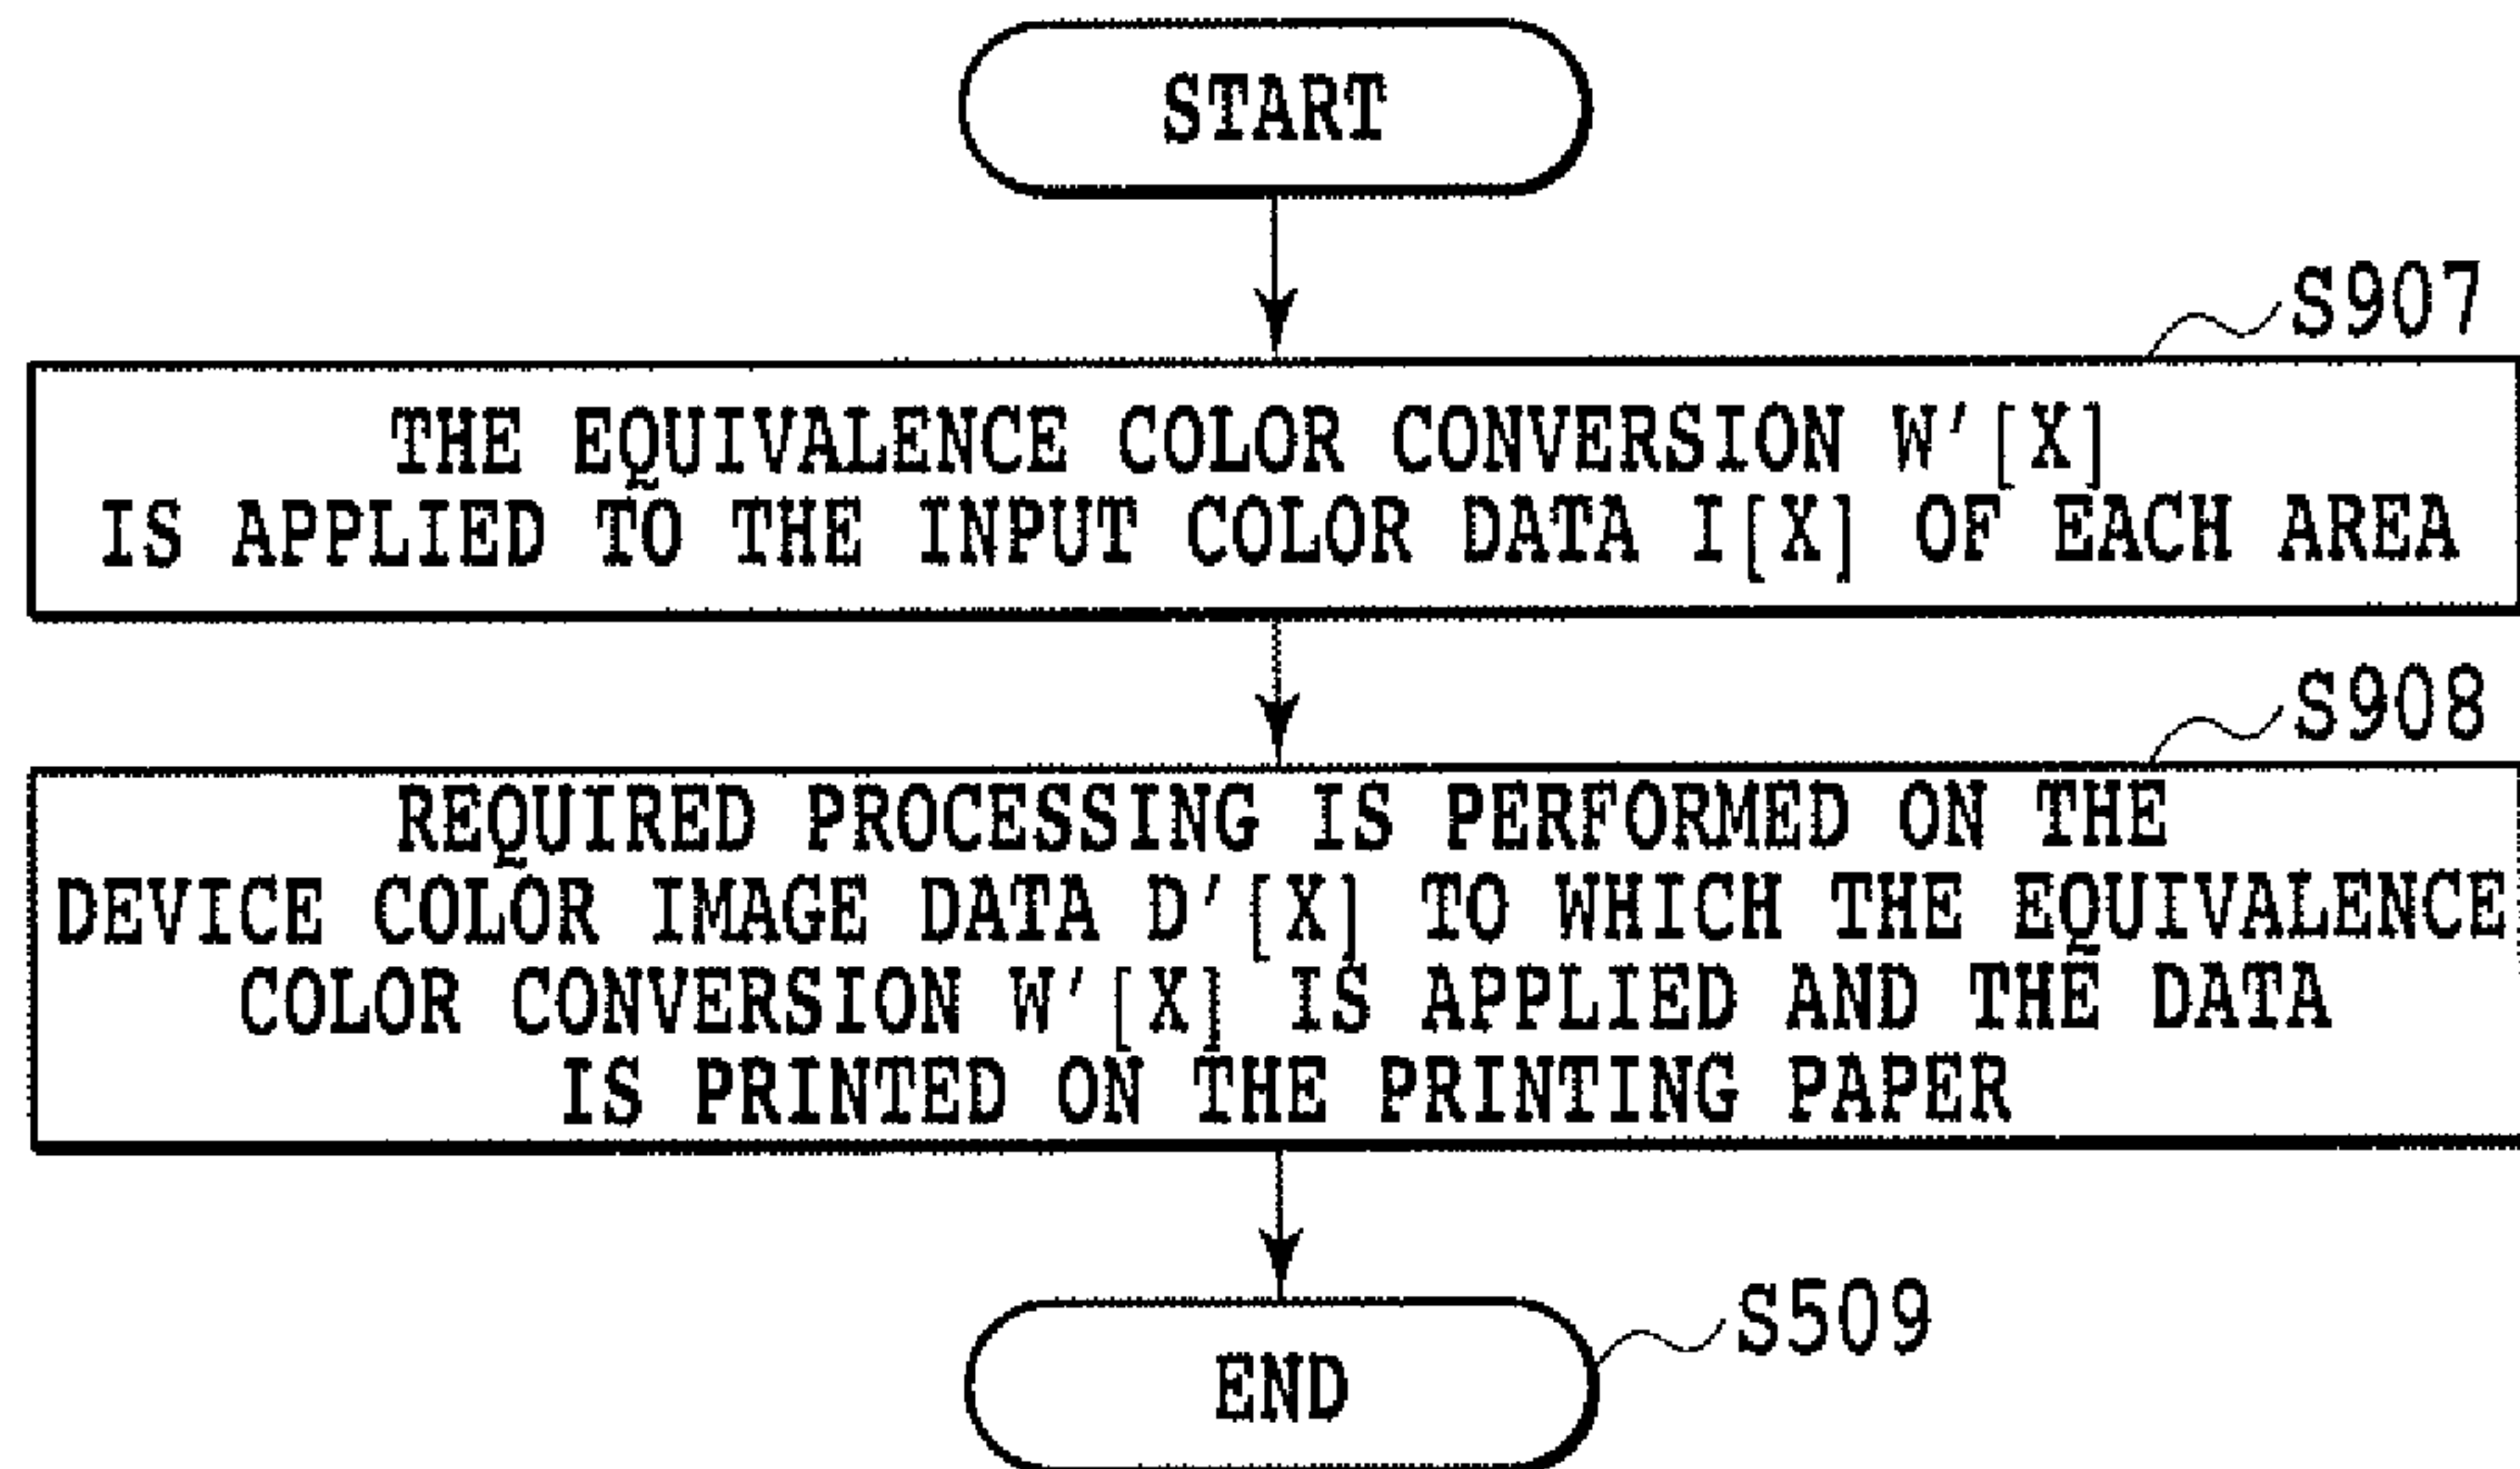 START
S907
THE EQUIVALENCE COLOR CONVERSION W'[X]
IS APPLIED TO THE INPUT COLOR DATA I[X] OF EACH AREA
S908
REQUIRED PROCESSING IS PERFORMED ON THE
DEVICE COLOR IMAGE DATA D'[X] TO WHICH THE EQUIVALENCE
COLOR CONVERSION W'[X] IS APPLIED AND THE DATA
IS PRINTED ON THE PRINTING PAPER
S509
END